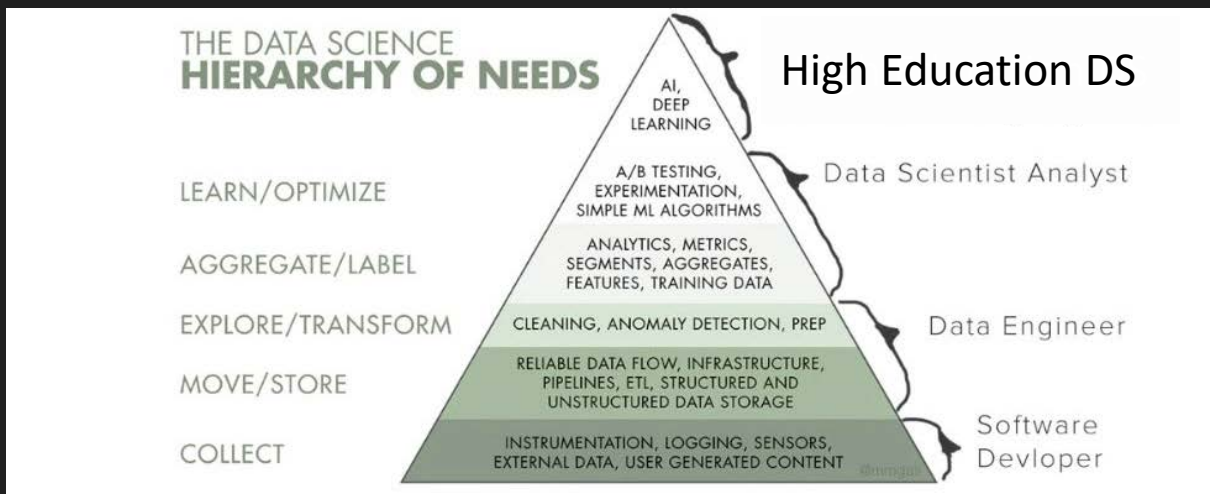 THE DATA SCIENCE
HIERARCHY OF NEEDS
High Education DS
AI,
DEEP
LEARNING
LEARN/OPTIMIZE
A/B TESTING,
EXPERIMENTATION,
SIMPLE ML ALGORITHMS
Data Scientist Analyst
AGGREGATE/LABEL
ANALYTICS, METRICS,
SEGMENTS, AGGREGATES,
FEATURES, TRAINING DATA
EXPLORE/TRANSFORM
CLEANING, ANOMALY DETECTION, PREP
Data Engineer
MOVE/STORE
RELIABLE DATA FLOW, INFRASTRUCTURE,
PIPELINES, ETL, STRUCTURED AND
UNSTRUCTURED DATA STORAGE
COLLECT
INSTRUMENTATION, LOGGING, SENSORS,
EXTERNAL DATA, USER GENERATED CONTENT
Software
Devloper